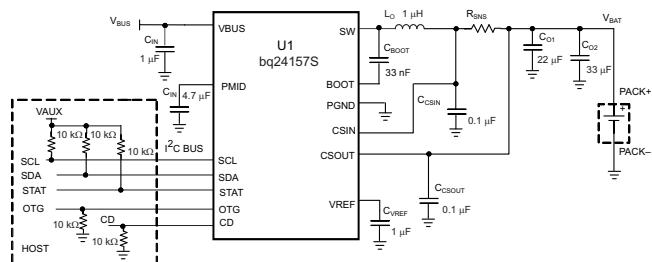 VBUS
CIN
1 μF
CIN
4.7 μF
VAUX
10 kΩ
10 kΩ
10 kΩ
I2C BUS
SCL
SDA
STAT
OTG
CD
10 kΩ
10 kΩ
HOST
U1
bq24157S
VBUS
PMID
SCL
SDA
STAT
OTG
CD
SW
BOOT
PGND
CSIN
CSOUT
VREF
LO 1 μH
RSNS
CBOOT
33 nF
CCSIN
0.1 μF
CCSOUT
0.1 μF
CVREF
1 μF
VBAT
CO1
22 μF
CO2
33 μF
PACK+
+
PACK–